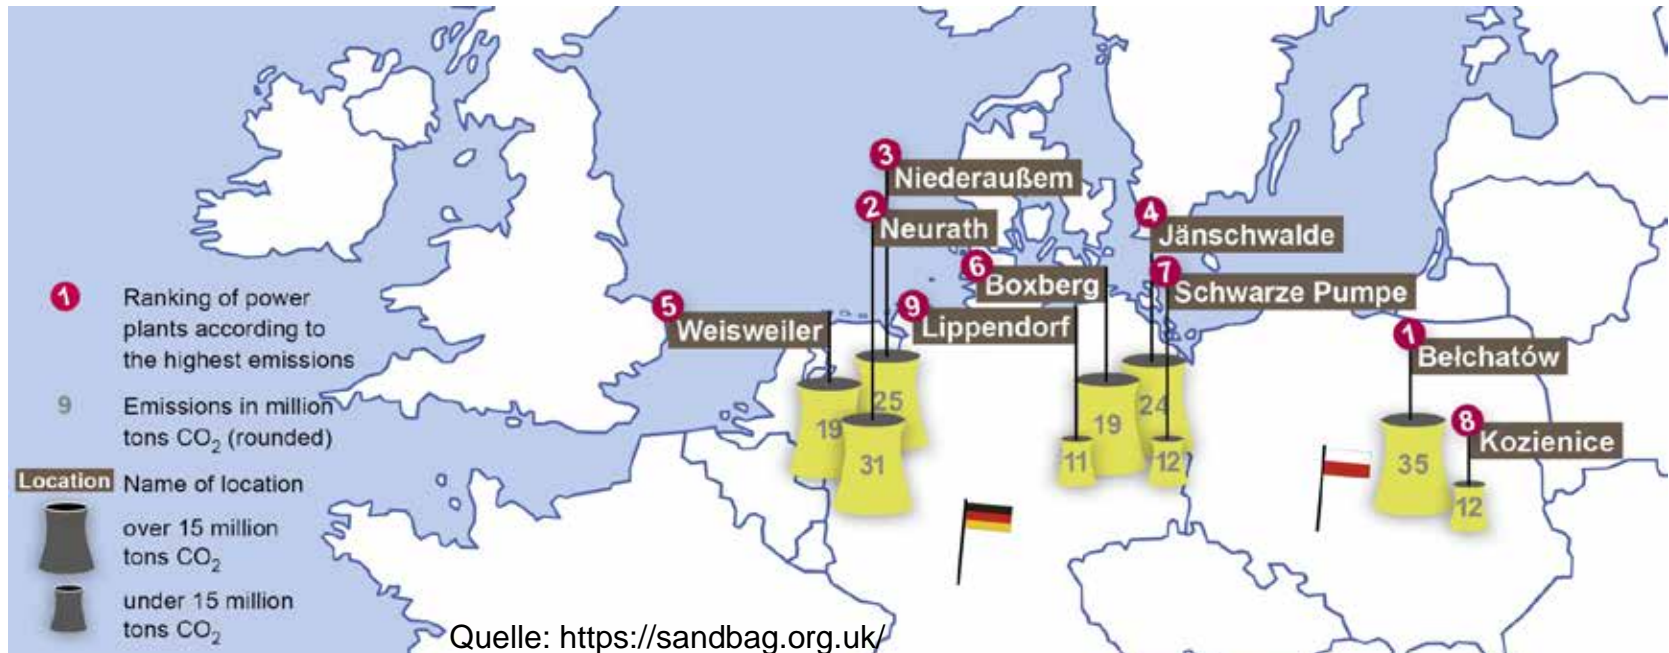 3
Niederaußem
2
Neurath
4
Jänschwalde
6
Boxberg
7
Schwarze Pumpe
5
Weisweiler
9
Lippendorf
1
Bełchatów
8
Kozienice
25
19
31
24
19
11
12
35
12
1 Ranking of power
plants according to
the highest emissions
9 Emissions in million
tons CO₂ (rounded)
Location Name of location
over 15 million
tons CO₂
under 15 million
tons CO₂
Quelle: https://sandbag.org.uk/